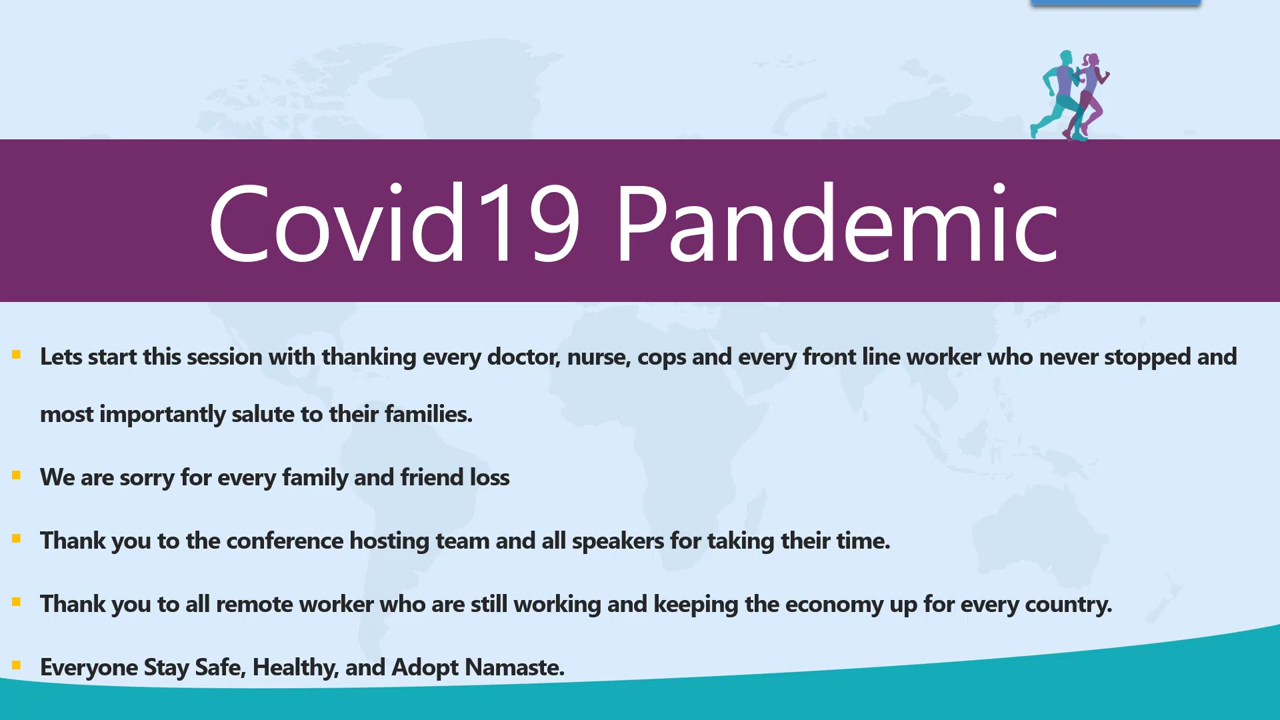 Covid19 Pandemic
Lets start this session with thanking every doctor, nurse, cops and every front line worker who never stopped and
most importantly salute to their families.
We are sorry for every family and friend loss
Thank you to the conference hosting team and all speakers for taking their time.
Thank you to all remote worker who are still working and keeping the economy up for every country.
Everyone Stay Safe, Healthy, and Adopt Namaste.